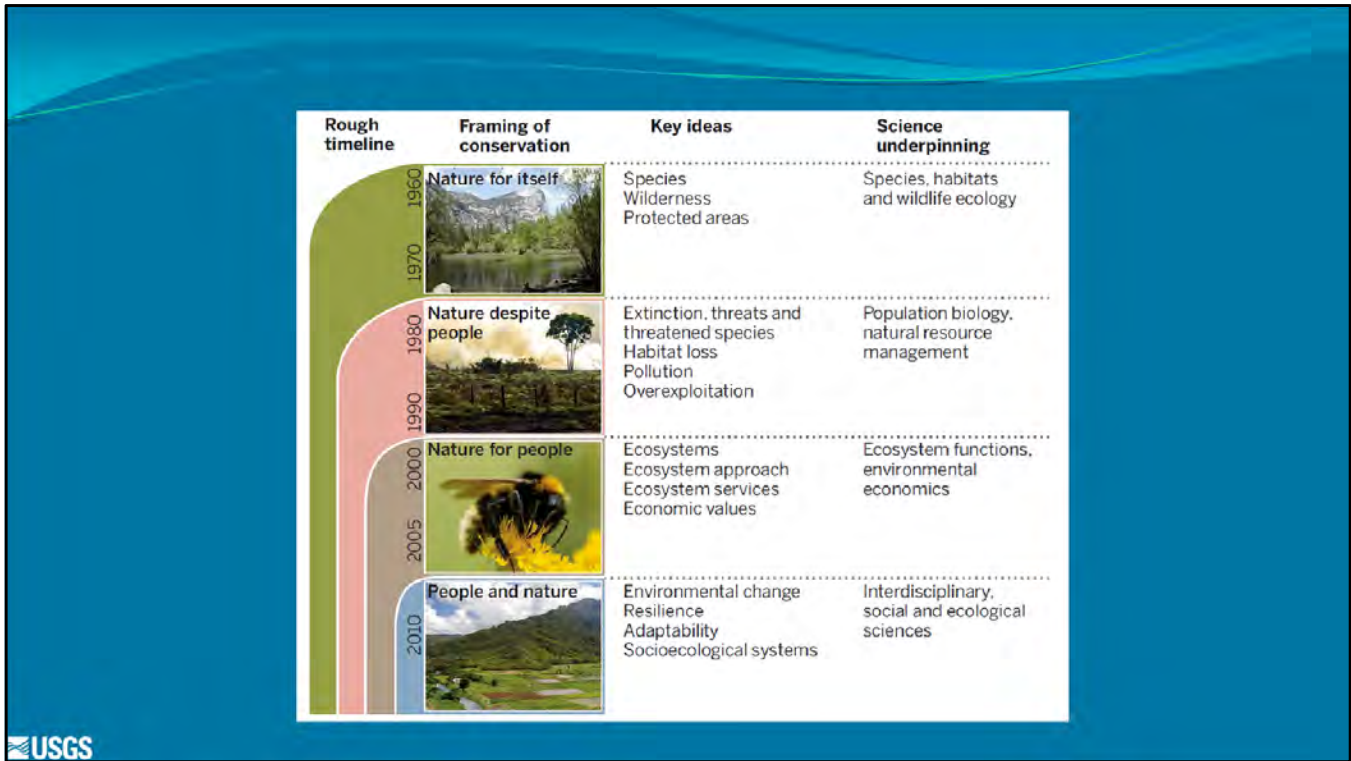 Rough
timeline
Framing of
conservation
Key ideas
Science
underpinning
1960
1970
Nature for itself
Species
Wilderness
Protected areas
Species, habitats
and wildlife ecology
1980
1990
Nature despite
people
Extinction, threats and
threatened species
Habitat loss
Pollution
Overexploitation
Population biology,
natural resource
management
2000
2005
Nature for people
Ecosystems
Ecosystem approach
Ecosystem services
Economic values
Ecosystem functions,
environmental
economics
2010
People and nature
Environmental change
Resilience
Adaptability
Socioecological systems
Interdisciplinary,
social and ecological
sciences
USGS